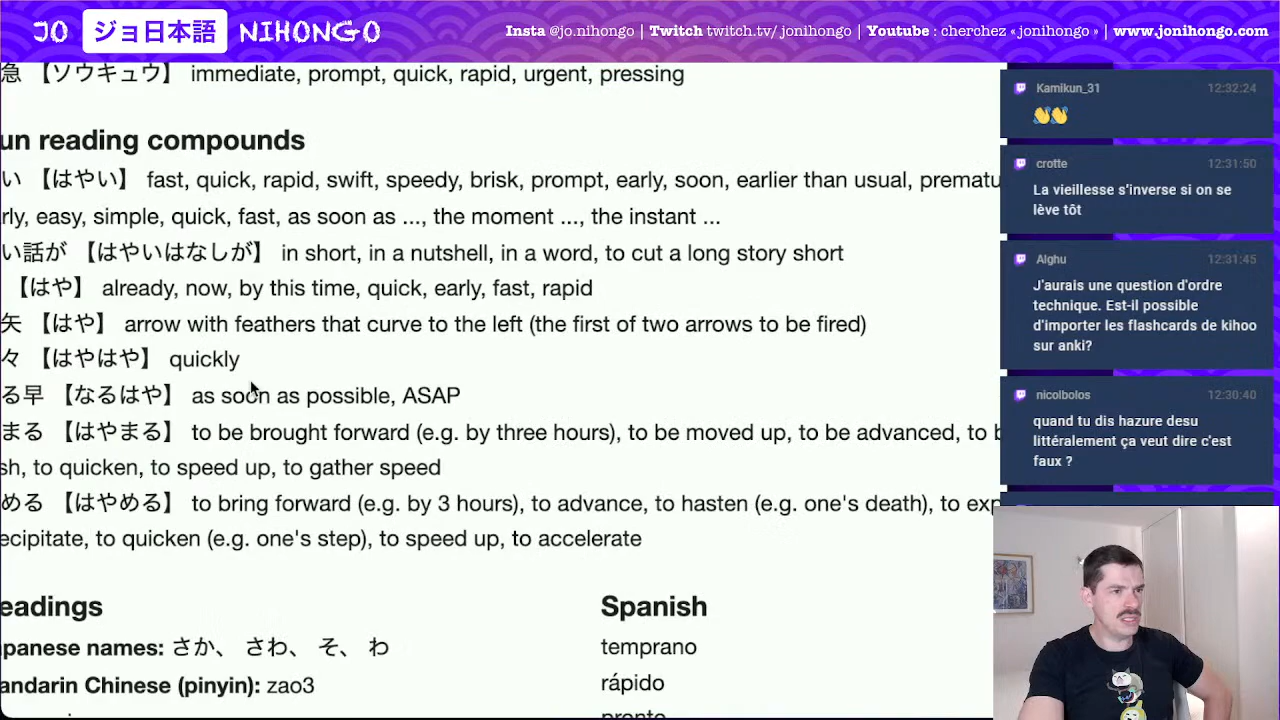 JO ジョ日本語 NIHONGO
Insta @jo.nihongo | Twitch twitch.tv/jonihongo | Youtube : cherchez « jonihongo » | www.jonihongo.com
急 【ソウキュウ】 immediate, prompt, quick, rapid, urgent, pressing
un reading compounds
い 【はやい】 fast, quick, rapid, swift, speedy, brisk, prompt, early, soon, earlier than usual, prematu
rly, easy, simple, quick, fast, as soon as ..., the moment ..., the instant ...
い話が 【はやいはなしが】 in short, in a nutshell, in a word, to cut a long story short
【はや】 already, now, by this time, quick, early, fast, rapid
矢 【はや】 arrow with feathers that curve to the left (the first of two arrows to be fired)
々 【はやはや】 quickly
る早 【なるはや】 as soon as possible, ASAP
まる 【はやまる】 to be brought forward (e.g. by three hours), to be moved up, to be advanced, to b
sh, to quicken, to speed up, to gather speed
める 【はやめる】 to bring forward (e.g. by 3 hours), to advance, to hasten (e.g. one's death), to exp
ecipitate, to quicken (e.g. one's step), to speed up, to accelerate
eadings
apanese names: さか、 さわ、 そ、 わ
andarin Chinese (pinyin): zao3
Spanish
temprano
rápido
pronto
Kamikun_31 12:32:24
👋👋
crotte 12:31:50
La vieillesse s'inverse si on se
lève tôt
Alghu 12:31:45
J'aurais une question d'ordre
technique. Est-il possible
d'importer les flashcards de kihoo
sur anki?
nicolbolos 12:30:40
quand tu dis hazure desu
littéralement ça veut dire c'est
faux ?